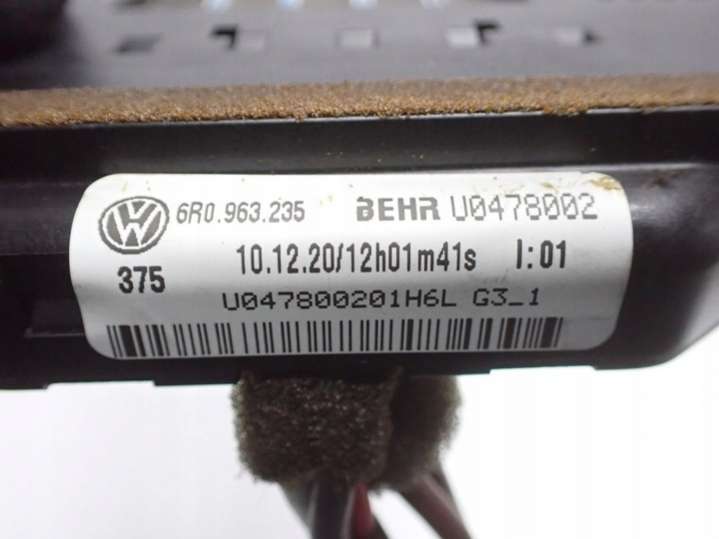 6R0.963.235 BEHR U0478002
375 10.12.20/12h01m41s I:01
U047800201H6L G3_1